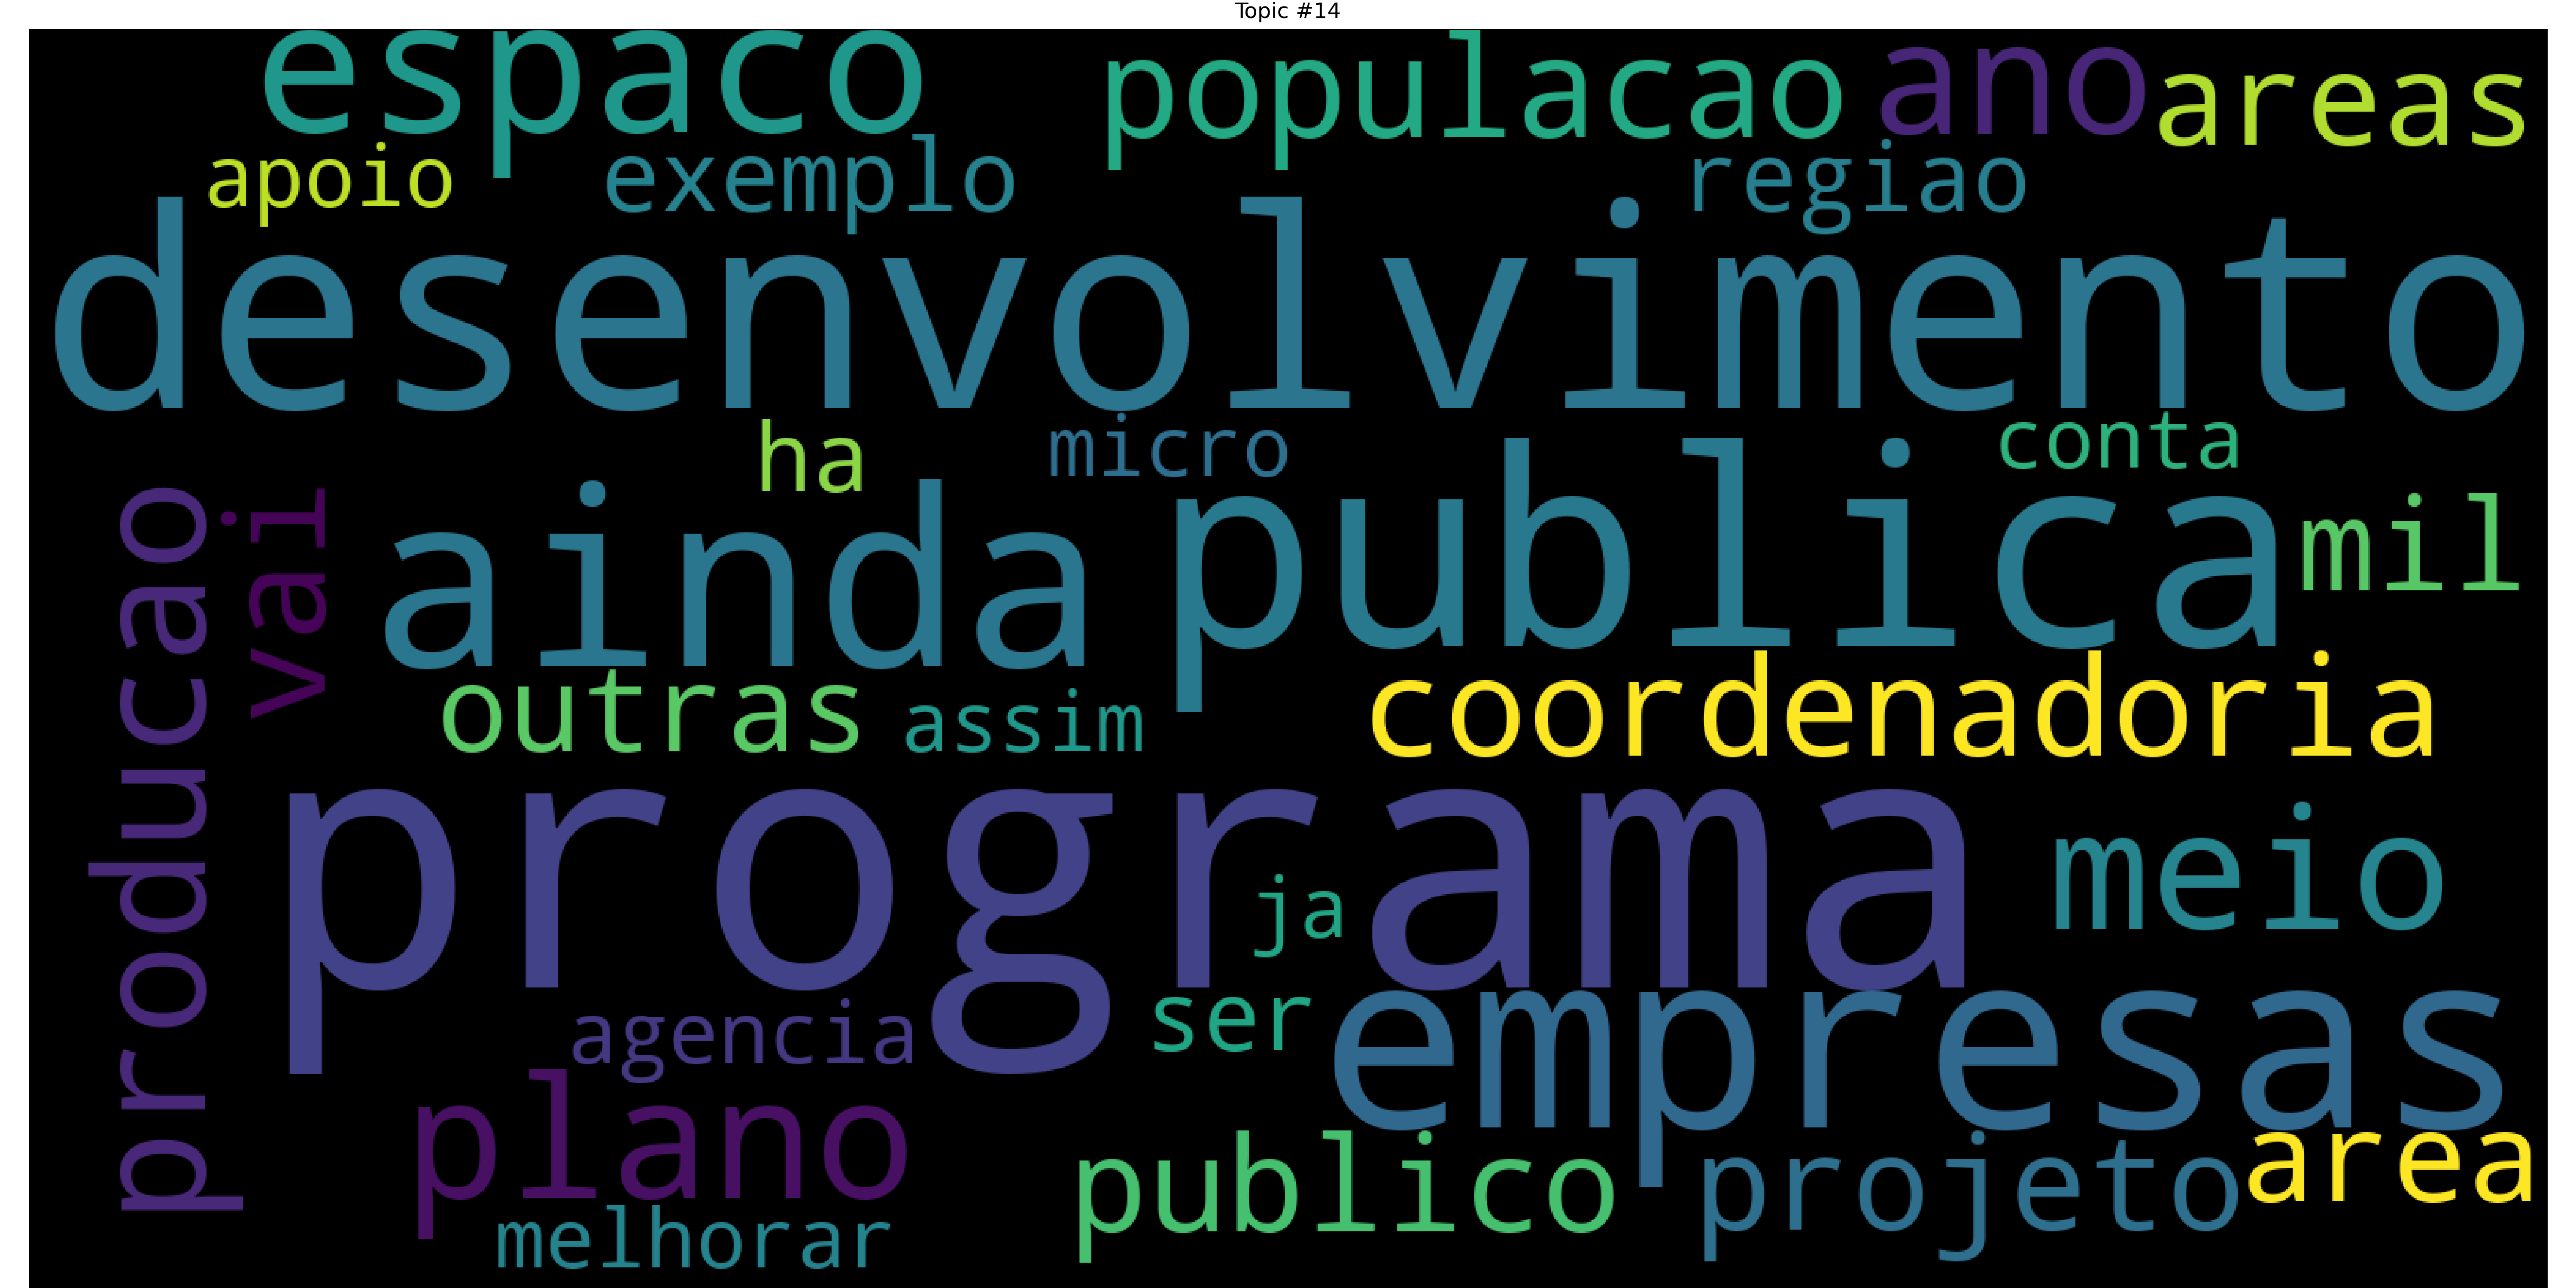 Topic #14
espaco populacao ano areas
apoio exemplo regiao
desenvolvimento
ha micro conta
producao vai ainda publica mil
outras assim coordenadoria
programa meio
ja
agencia ser empresas
plano publico projeto area
melhorar